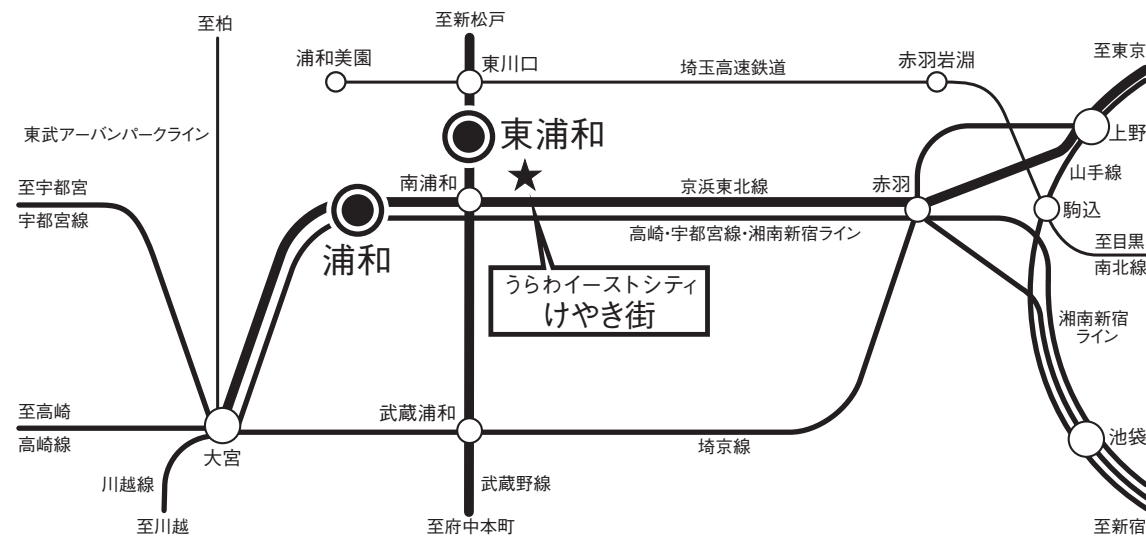 至柏
至新松戸
浦和美園
東川口
埼玉高速鉄道
赤羽岩淵
至東京
東武アーバンパークライン
東浦和
上野
至宇都宮
宇都宮線
南浦和
京浜東北線
赤羽
山手線
駒込
浦和
高崎・宇都宮線・湘南新宿ライン
至目黒
南北線
うらわイーストシティ
けやき街
湘南新宿
ライン
至高崎
高崎線
武蔵浦和
池袋
大宮
埼京線
川越線
武蔵野線
至川越
至府中本町
至新宿